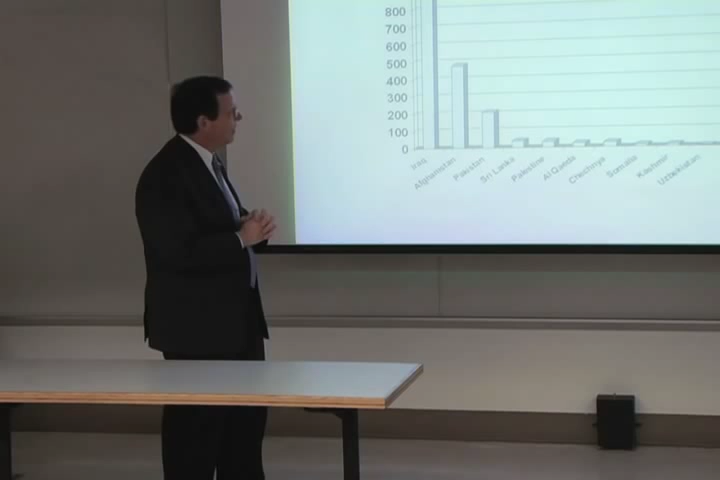 800
700
600
500
400
300
200
100
0
Iraq
Afghanistan
Pakistan
Sri Lanka
Palestine
Al Qaeda
Chechnya
Somalia
Kashmir
Uzbekistan